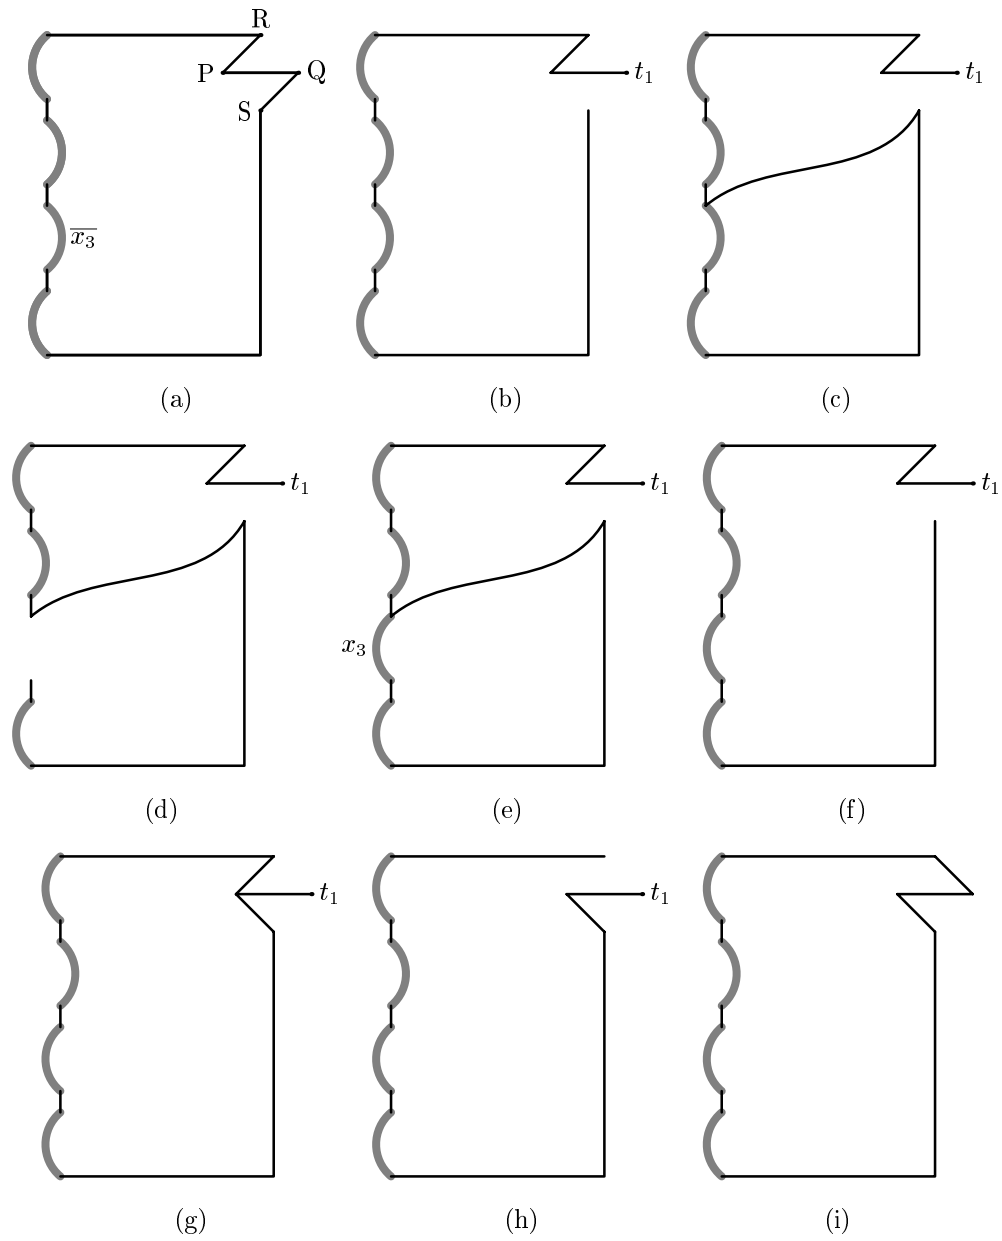 R
P
Q
t₁
t₁
S
x̅₃
(a)
(b)
(c)
t₁
t₁
t₁
x₃
(d)
(e)
(f)
t₁
t₁
(g)
(h)
(i)